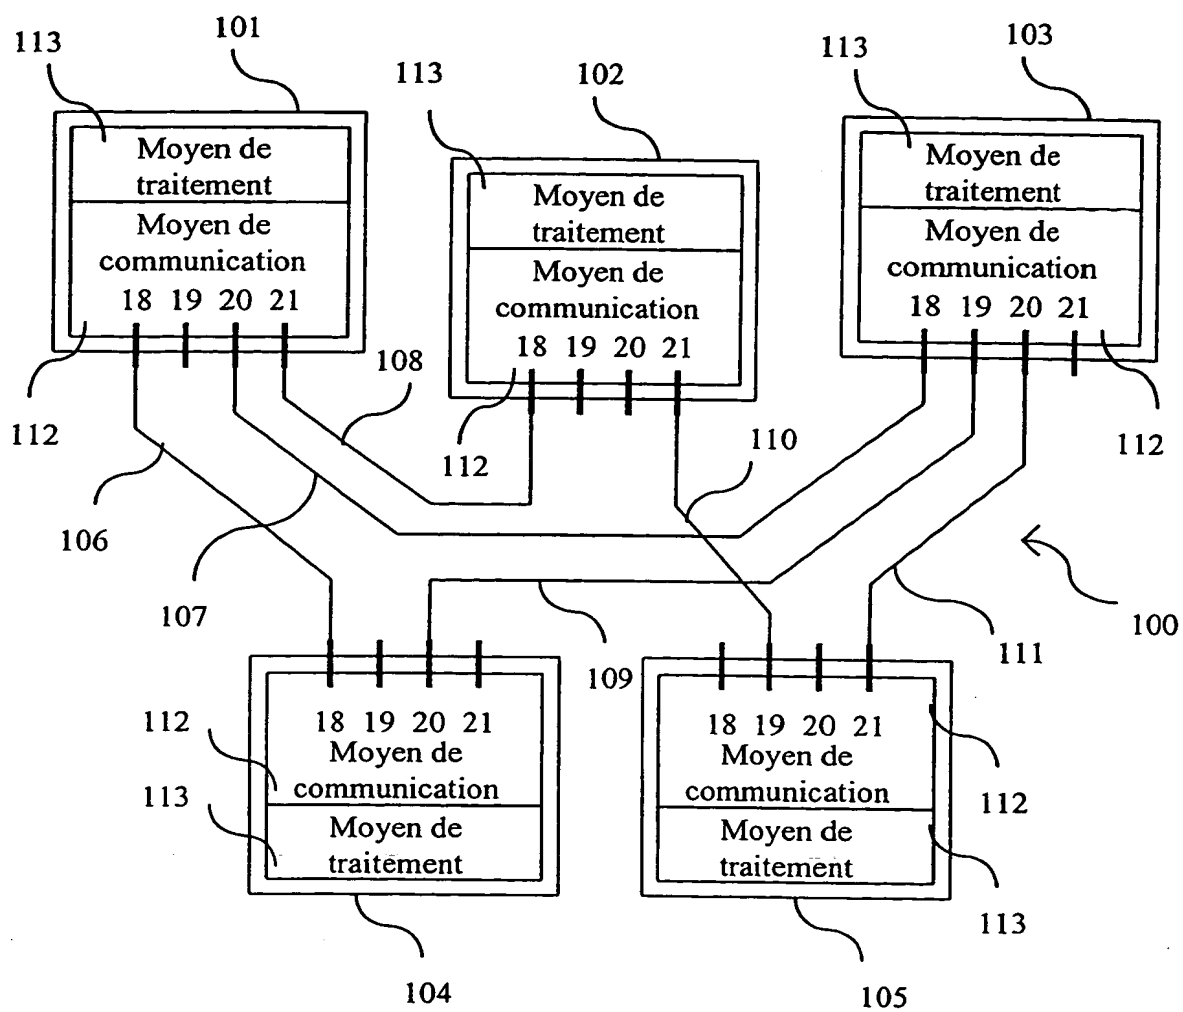 101
113
103
113
113
102
Moyen de
traitement
Moyen de
communication
18 19 20 21
Moyen de
traitement
Moyen de
communication
18 19 20 21
Moyen de
traitement
Moyen de
communication
18 19 20 21
108
112
112
110
112
106
107
109
111
100
112
18 19 20 21
Moyen de
communication
113
Moyen de
traitement
18 19 20 21
Moyen de
communication
112
Moyen de
traitement
113
104
105